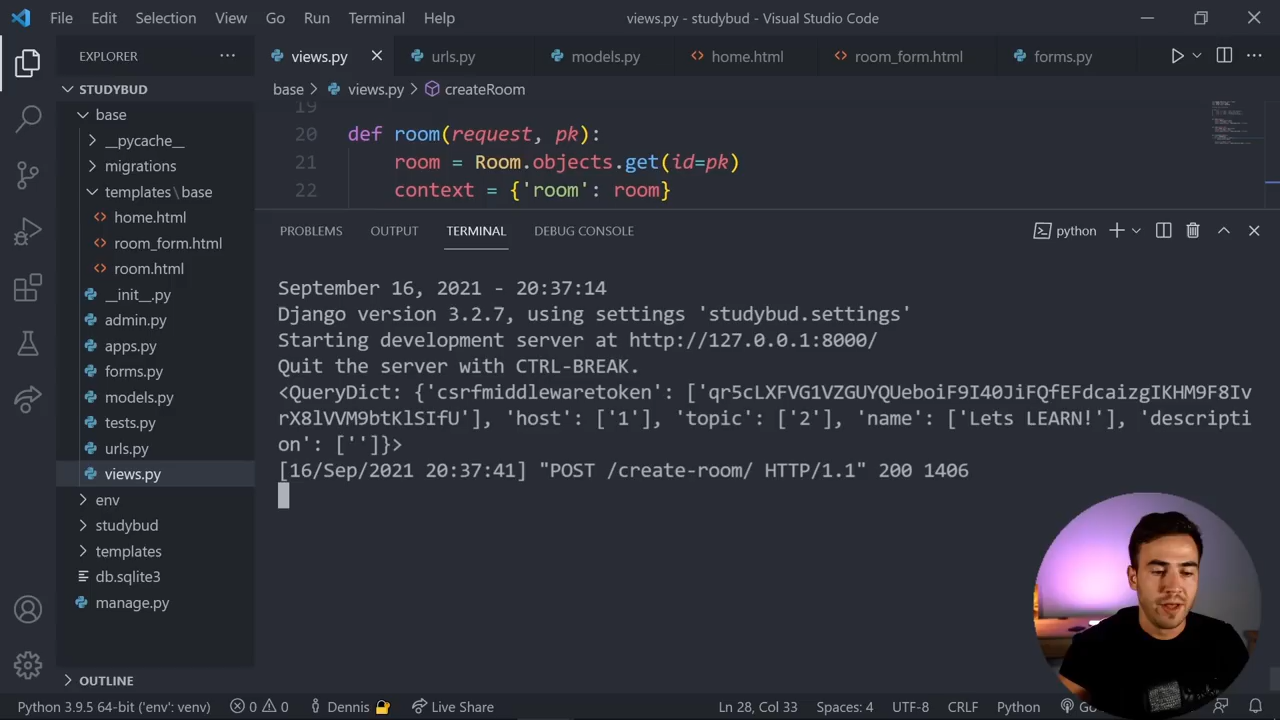 File Edit Selection View Go Run Terminal Help
views.py - studybud - Visual Studio Code
EXPLORER
views.py
urls.py
models.py
home.html
room_form.html
forms.py
base > views.py > createRoom
STUDYBUD
base
__pycache__
migrations
templates\base
home.html
room_form.html
room.html
__init__.py
admin.py
apps.py
forms.py
models.py
tests.py
urls.py
views.py
env
studybud
templates
db.sqlite3
manage.py
OUTLINE
19
20 def room(request, pk):
21 room = Room.objects.get(id=pk)
22 context = {'room': room}
PROBLEMS OUTPUT TERMINAL DEBUG CONSOLE
python
September 16, 2021 - 20:37:14
Django version 3.2.7, using settings 'studybud.settings'
Starting development server at http://127.0.0.1:8000/
Quit the server with CTRL-BREAK.
<QueryDict: {'csrfmiddlewaretoken': ['qr5cLXFVG1VZGUYQUeboiF9I40JiFQfEFdcaizgIKHM9F8Iv
rX8lVVM9btKlSIfU'], 'host': ['1'], 'topic': ['2'], 'name': ['Lets LEARN!'], 'descripti
on': ['']}>
[16/Sep/2021 20:37:41] "POST /create-room/ HTTP/1.1" 200 1406
Python 3.9.5 64-bit ('env': venv) 0 0 Dennis Live Share
Ln 28, Col 33 Spaces: 4 UTF-8 CRLF Python